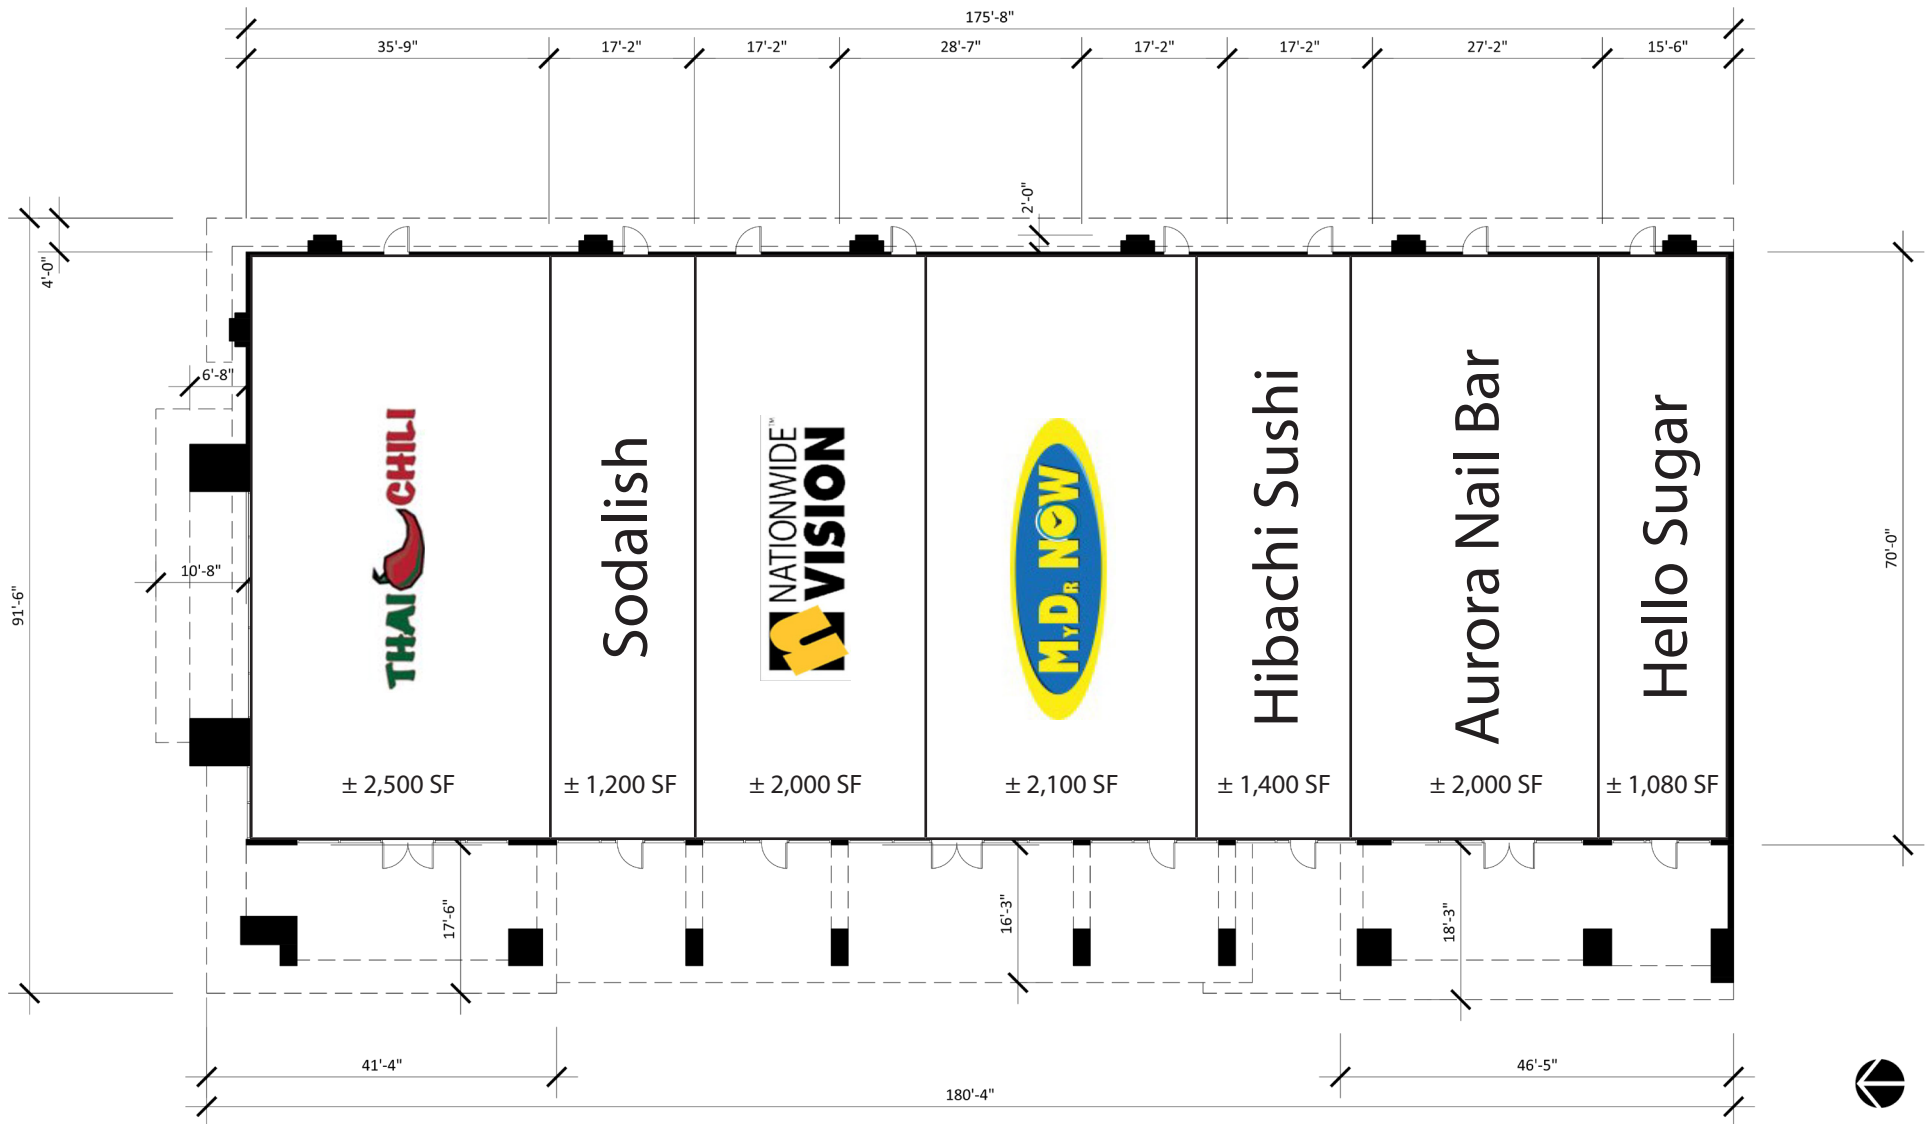 175'-8"
35'-9"
17'-2"
17'-2"
28'-7"
17'-2"
17'-2"
27'-2"
15'-6"
2'-0"
4'-0"
6'-8"
10'-8"
91'-6"
70'-0"
THAI CHILI
Sodalish
n NATIONWIDE™
VISION
MYDR NOW
Hibachi Sushi
Aurora Nail Bar
Hello Sugar
± 2,500 SF
± 1,200 SF
± 2,000 SF
± 2,100 SF
± 1,400 SF
± 2,000 SF
± 1,080 SF
17'-6"
16'-3"
18'-3"
41'-4"
46'-5"
180'-4"